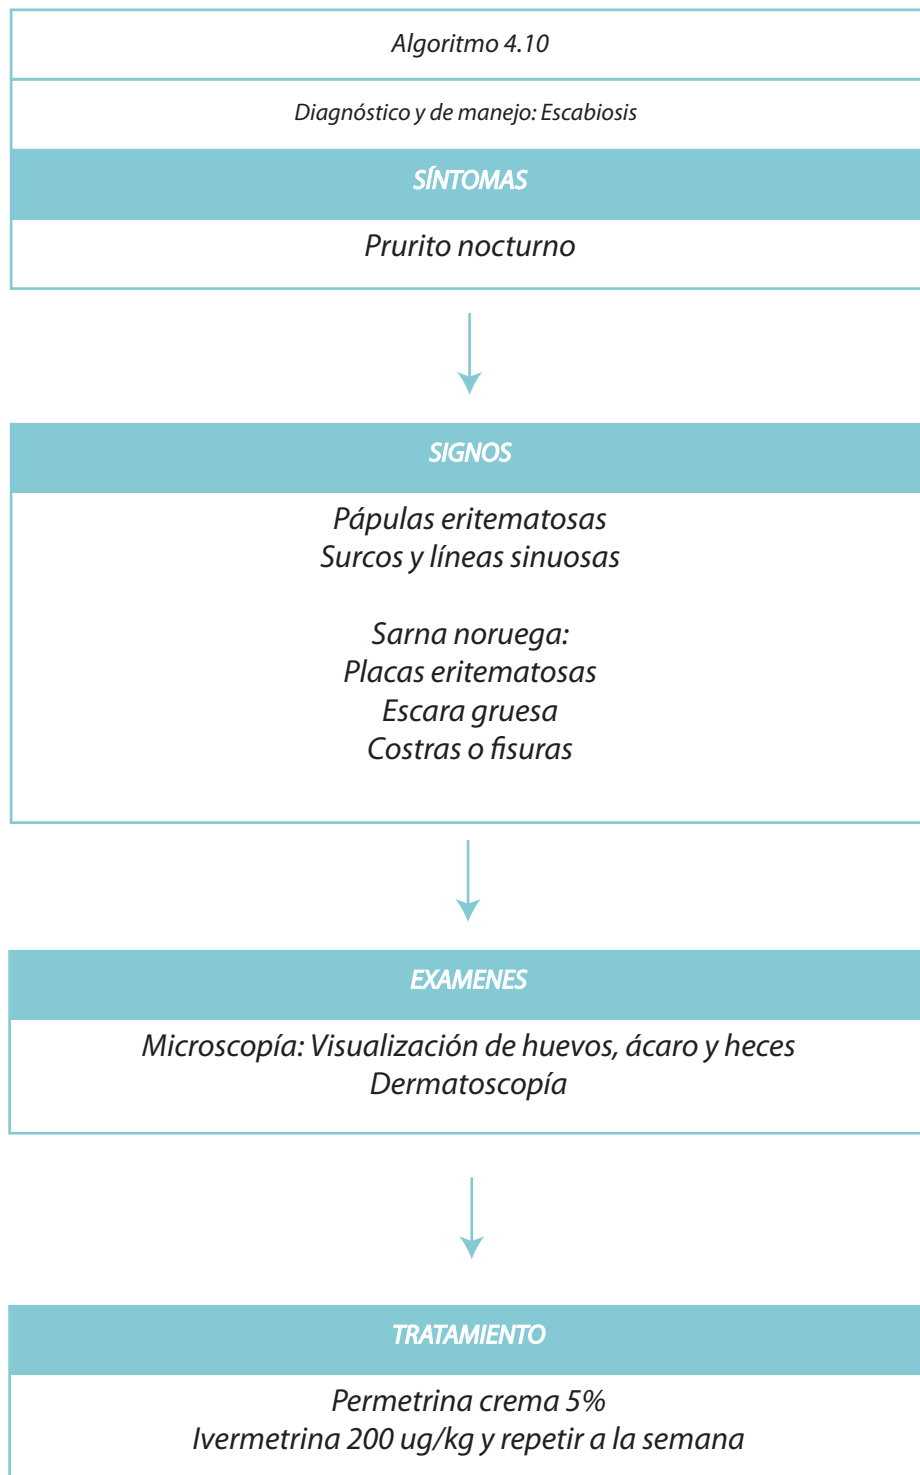 Algoritmo 4.10
Diagnóstico y de manejo: Escabiosis
SÍNTOMAS
Prurito nocturno
SIGNOS
Pápulas eritematosas
Surcos y líneas sinuosas
Sarna noruega:
Placas eritematosas
Escara gruesa
Costras o fisuras
EXAMENES
Microscopía: Visualización de huevos, ácaro y heces
Dermatoscopía
TRATAMIENTO
Permetrina crema 5%
Ivermetrina 200 ug/kg y repetir a la semana